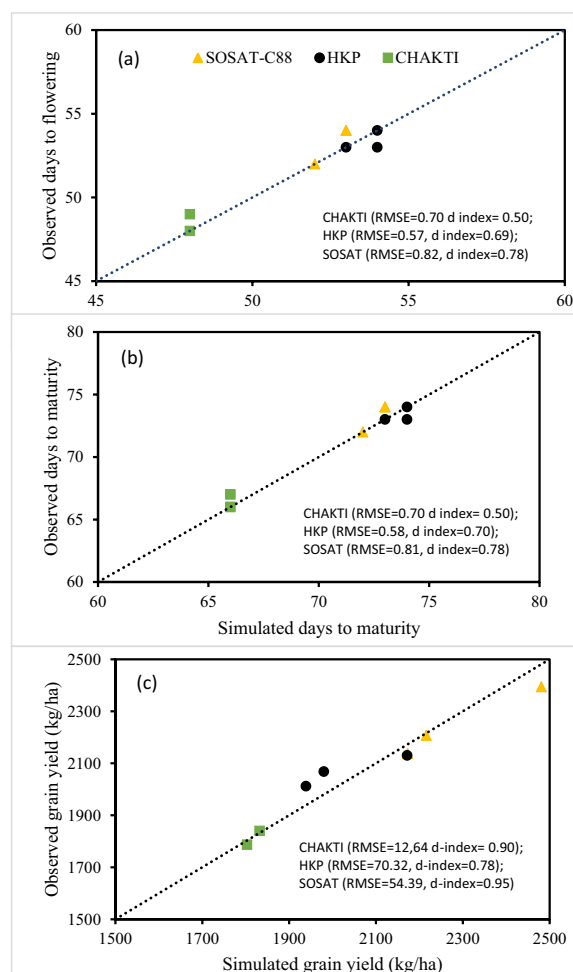 60
(a)
SOSAT-C88 HKP CHAKTI
Observed days to flowering
55
50
45
CHAKTI (RMSE=0.70 d index= 0.50;
HKP (RMSE=0.57, d index=0.69);
SOSAT (RMSE=0.82, d index=0.78)
45 50 55 60
80
(b)
Observed days to maturity
75
70
65
60
CHAKTI (RMSE=0.70 d index= 0.50);
HKP (RMSE=0.58, d index=0.70);
SOSAT (RMSE=0.81, d index=0.78)
60 65 70 75 80
Simulated days to maturity
2500
(c)
Observed grain yield (kg/ha)
2300
2100
1900
1700
1500
CHAKTI (RMSE=12,64 d-index= 0.90);
HKP (RMSE=70.32, d-index=0.78);
SOSAT (RMSE=54.39, d-index=0.95)
1500 1700 1900 2100 2300 2500
Simulated grain yield (kg/ha)